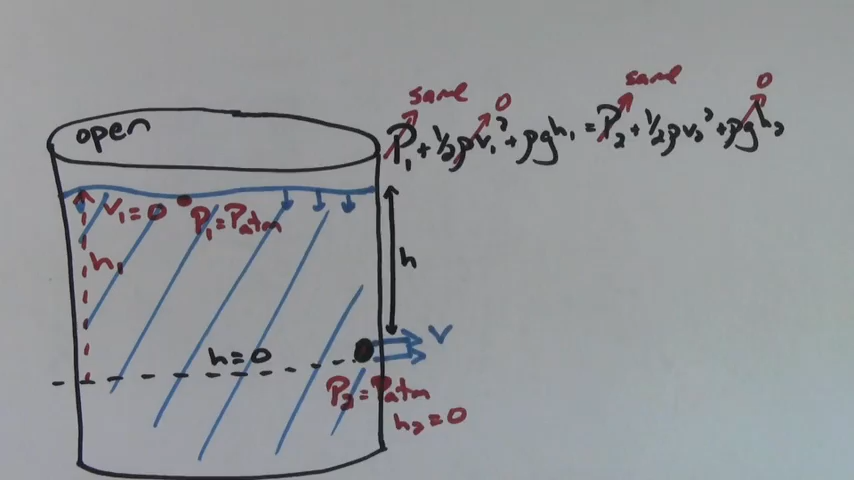 same
0
same
0
P₁ + ½ρv₁² + ρgh₁ = P₂ + ½ρv₂² + ρgh₂
open
v₁ = 0
P₁ = Patm
h₁
h
v
h = 0
P₂ = Patm
h₂ = 0